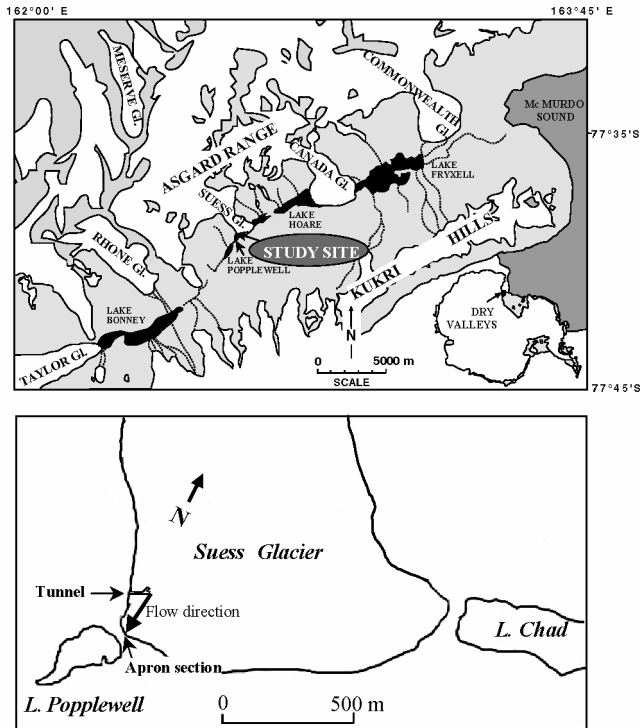 162°00' E
163°45' E
MESERVE Gl.
COMMONWEALTH
Gl.
Mc MURDO
SOUND
77°35'S
ASGARD RANGE
CANADA Gl.
LAKE
FRYXELL
SUESS Gl.
LAKE
HOARE
RHONE Gl.
STUDY SITE
LAKE
POPPLEWELL
KUKRI HILLS
LAKE
BONNEY
DRY
VALLEYS
N
TAYLOR Gl.
0 5000 m
SCALE
77°45'S
N
Suess Glacier
Tunnel
Flow direction
L. Chad
Apron section
L. Popplewell
0 500 m